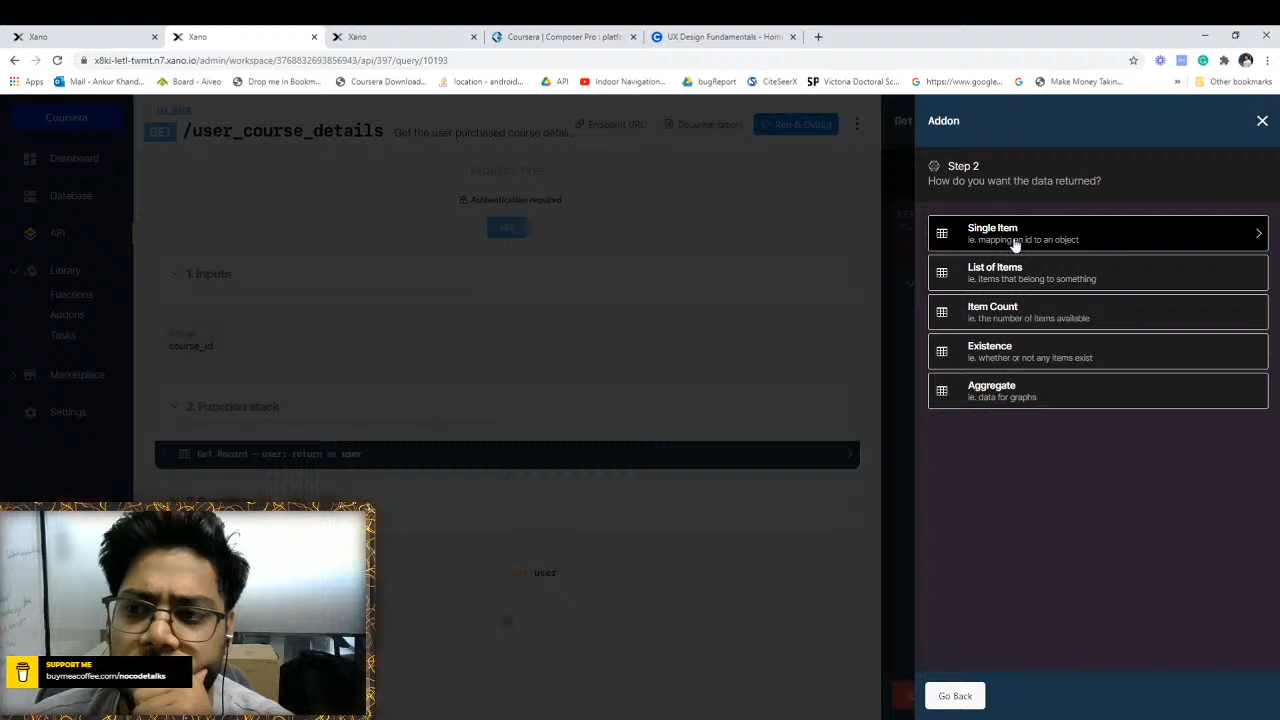 Xano
Xano
Xano
Coursera | Composer Pro : platfo
UX Design Fundamentals - Hom
x8ki-letl-twmt.n7.xano.io/admin/workspace/3768832693856943/api/397/query/10193
Apps
Mail - Ankur Khand...
Board - Aiveo
Drop me in Bookm...
Coursera Download...
location - android...
API
Indoor Navigation...
bugReport
CiteSeerX
SP Victoria Doctoral Sc...
https://www.google...
Make Money Takin...
»
Other bookmarks
Coursera
Dashboard
Database
API
Library
Functions
Addons
Tasks
Marketplace
Settings
GET
/user_course_details
Get the user purchased course detai...
Endpoint URL
Documentation
Run & Debug
Authentication required
GET
1. Inputs
course_id
2. Function stack
Get Record — user: return as user
user
Get
Addon
Step 2
How do you want the data returned?
Single Item
ie. mapping an id to an object
List of Items
ie. items that belong to something
Item Count
ie. the number of items available
Existence
ie. whether or not any items exist
Aggregate
ie. data for graphs
Go Back
SUPPORT ME
buymeacoffee.com/nocodetalks